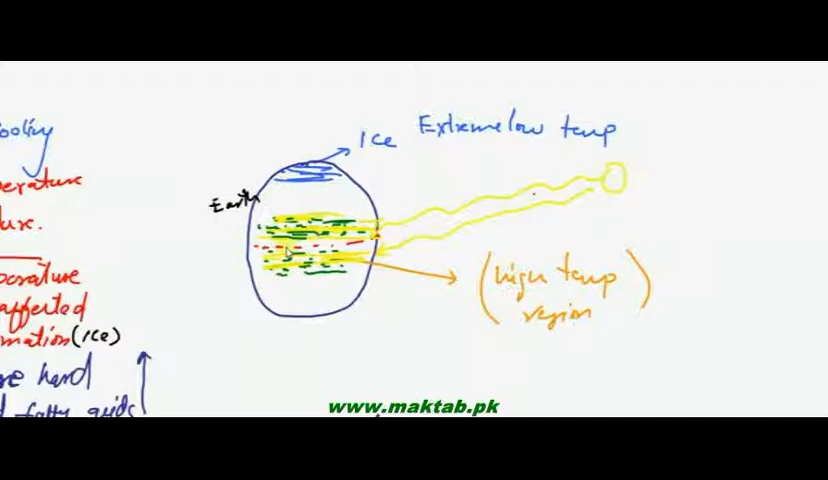 ooling
Ice Extreme low temp
perature
Earth
ure.
perature
affected
(high temp
region)
mation (ice)
re hard
d fatty acids
www.maktab.pk